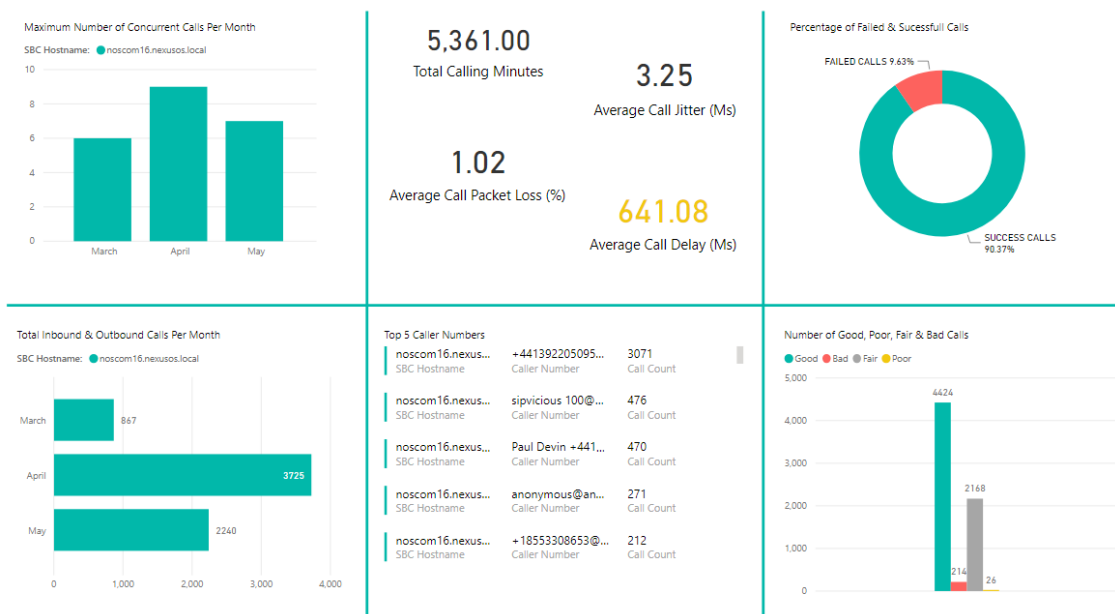 Maximum Number of Concurrent Calls Per Month
SBC Hostname: noscom16.nexusos.local
10
8
6
4
2
0
March April May
5,361.00
Total Calling Minutes
3.25
Average Call Jitter (Ms)
1.02
Average Call Packet Loss (%)
641.08
Average Call Delay (Ms)
Percentage of Failed & Sucessfull Calls
FAILED CALLS 9.63%
SUCCESS CALLS
90.37%
Total Inbound & Outbound Calls Per Month
SBC Hostname: noscom16.nexusos.local
March 867
April 3725
May 2240
0 1,000 2,000 3,000 4,000
Top 5 Caller Numbers
noscom16.nexus... +441392205095... 3071
SBC Hostname Caller Number Call Count
noscom16.nexus... sipvicious 100@... 476
SBC Hostname Caller Number Call Count
noscom16.nexus... Paul Devin +441,... 470
SBC Hostname Caller Number Call Count
noscom16.nexus... anonymous@an... 271
SBC Hostname Caller Number Call Count
noscom16.nexus... +18553308653@... 212
SBC Hostname Caller Number Call Count
Number of Good, Poor, Fair & Bad Calls
Good Bad Fair Poor
5,000
4,000
3,000
2,000
1,000
0
4424
214
2168
26